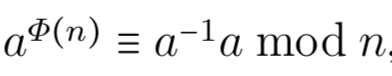 a^{Φ(n)} ≡ a^{-1}a mod n,